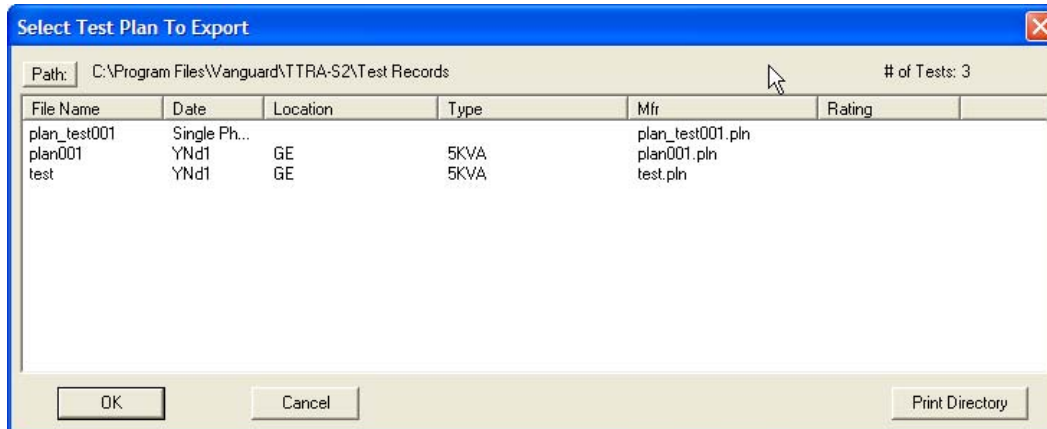 Select Test Plan To Export
Path: C:\Program Files\Vanguard\TTRA-S2\Test Records # of Tests: 3
File Name Date Location Type Mfr Rating
plan_test001 Single Ph... plan_test001.pln
plan001 YNd1 GE 5KVA plan001.pln
test YNd1 GE 5KVA test.pln
OK Cancel Print Directory